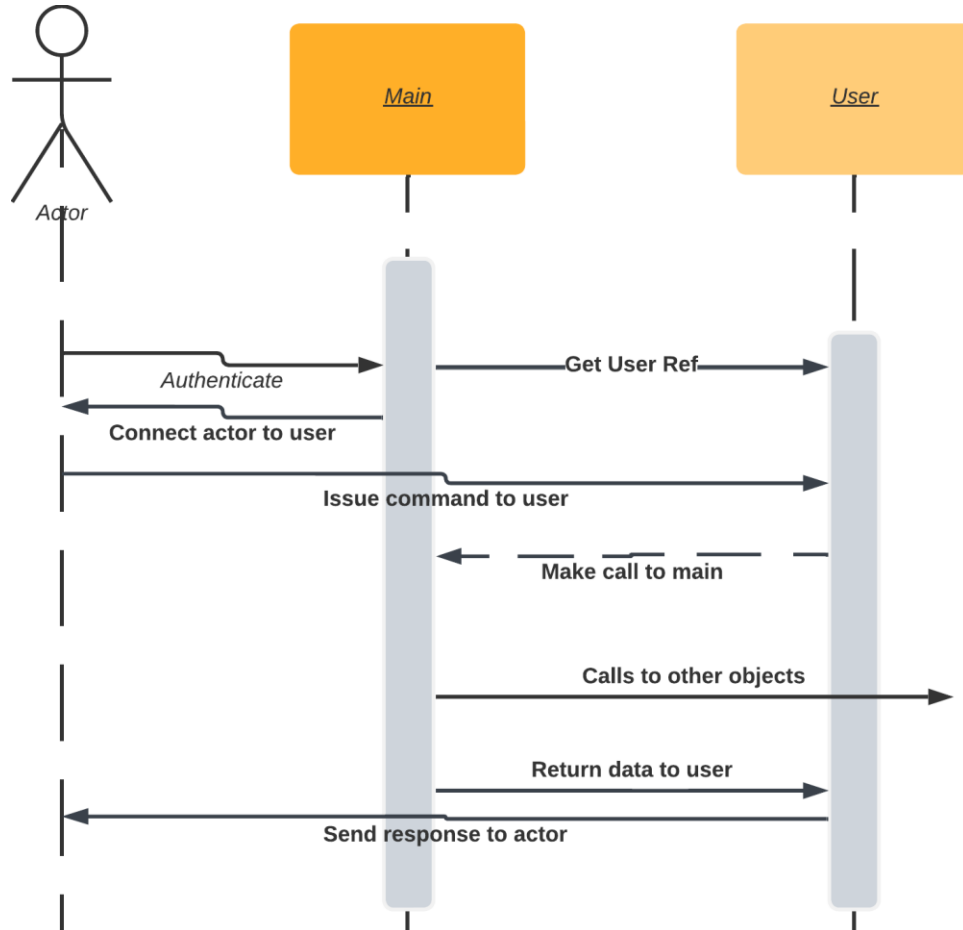 Main
User
Actor
Authenticate
Get User Ref
Connect actor to user
Issue command to user
Make call to main
Calls to other objects
Return data to user
Send response to actor